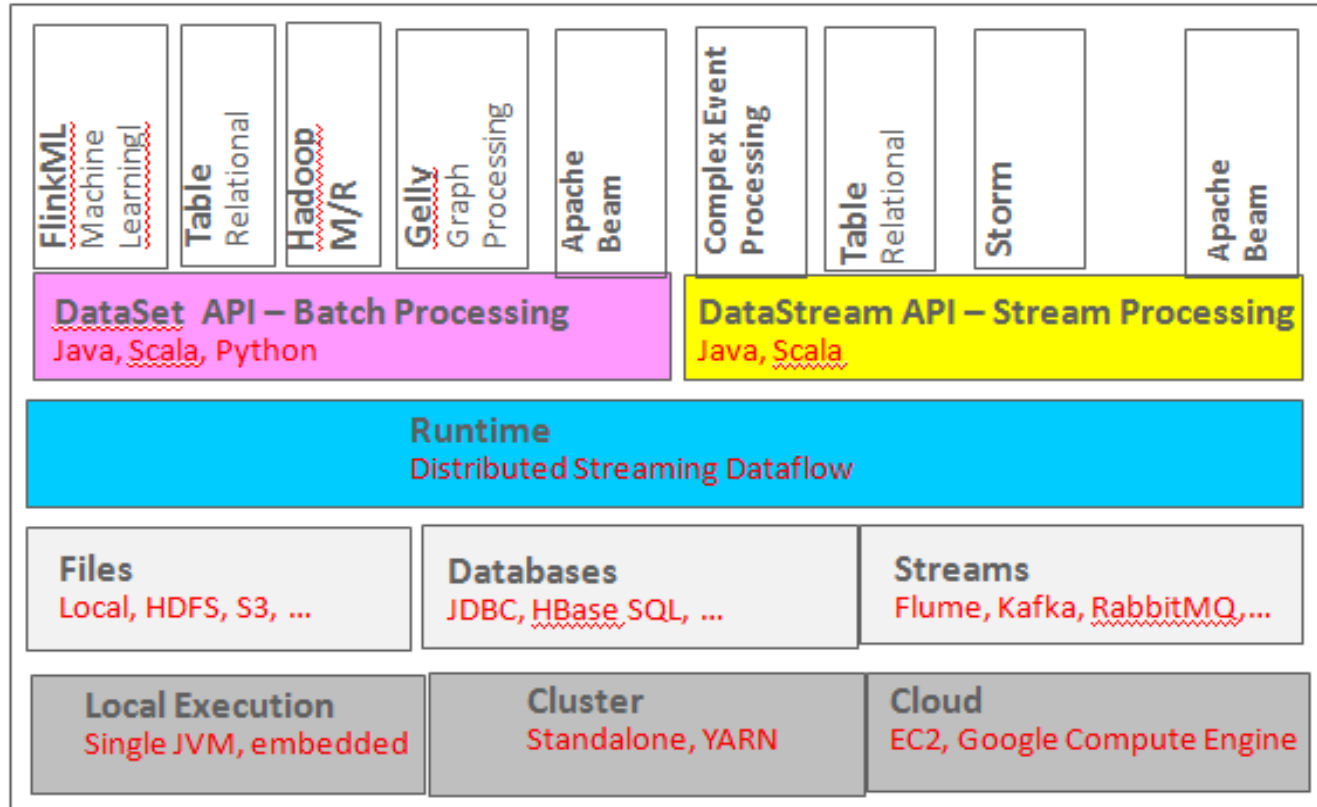 FlinkML
Machine
Learning|
Table
Relational
Hadoop
M/R
Gelly
Graph
Processing
Apache
Beam
Complex Event
Processing
Table
Relational
Storm
Apache
Beam
DataSet API – Batch Processing
Java, Scala, Python
DataStream API – Stream Processing
Java, Scala
Runtime
Distributed Streaming Dataflow
Files
Local, HDFS, S3, ...
Databases
JDBC, HBase SQL, ...
Streams
Flume, Kafka, RabbitMQ,...
Local Execution
Single JVM, embedded
Cluster
Standalone, YARN
Cloud
EC2, Google Compute Engine